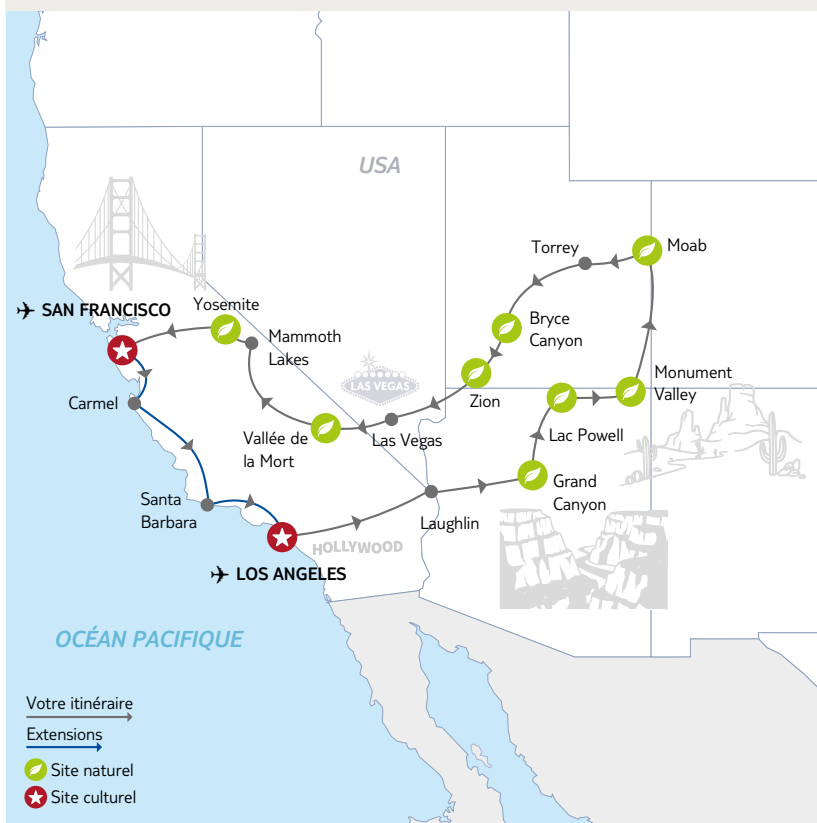 USA
Torrey
Moab
SAN FRANCISCO
Yosemite
Mammoth
Lakes
Bryce
Canyon
LAS VEGAS
Zion
Monument
Valley
Carmel
Vallée de
la Mort
Las Vegas
Lac Powell
Santa
Barbara
Laughlin
Grand
Canyon
HOLLYWOOD
LOS ANGELES
OCÉAN PACIFIQUE
Votre itinéraire
Extensions
Site naturel
Site culturel